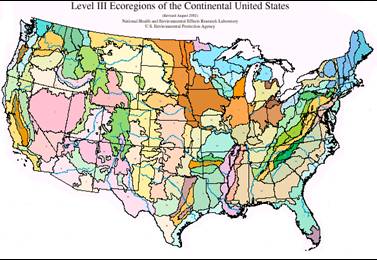 Level III Ecoregions of the Continental United States
(Revised August 2002)
National Health and Environmental Effects Research Laboratory
U.S. Environmental Protection Agency